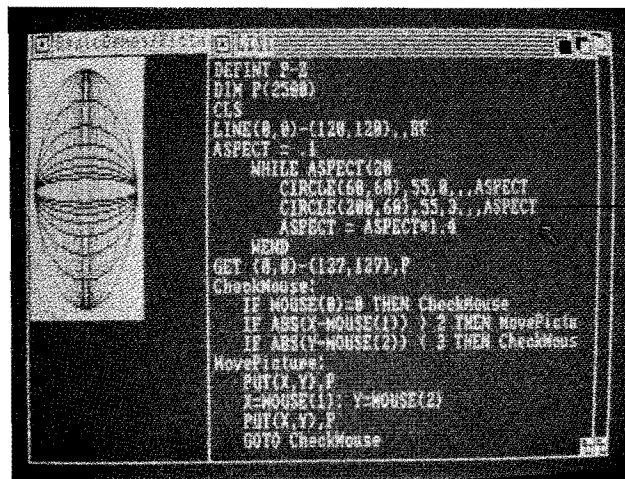 DEFINT P-Z
DIM P(2500)
CLS
LINE(0,0)-(120,120),,BF
ASPECT = .1
WHILE ASPECT<20
CIRCLE(60,60),55,0,,,ASPECT
CIRCLE(200,60),55,3,,,ASPECT
ASPECT = ASPECT*1.4
WEND
GET (0,0)-(127,127),P
CheckMouse:
IF MOUSE(0)=0 THEN CheckMouse
IF ABS(X-MOUSE(1)) > 2 THEN MovePictu
IF ABS(Y-MOUSE(2)) < 3 THEN CheckMous
MovePicture:
PUT(X,Y),P
X=MOUSE(1): Y=MOUSE(2)
PUT(X,Y),P
GOTO CheckMouse